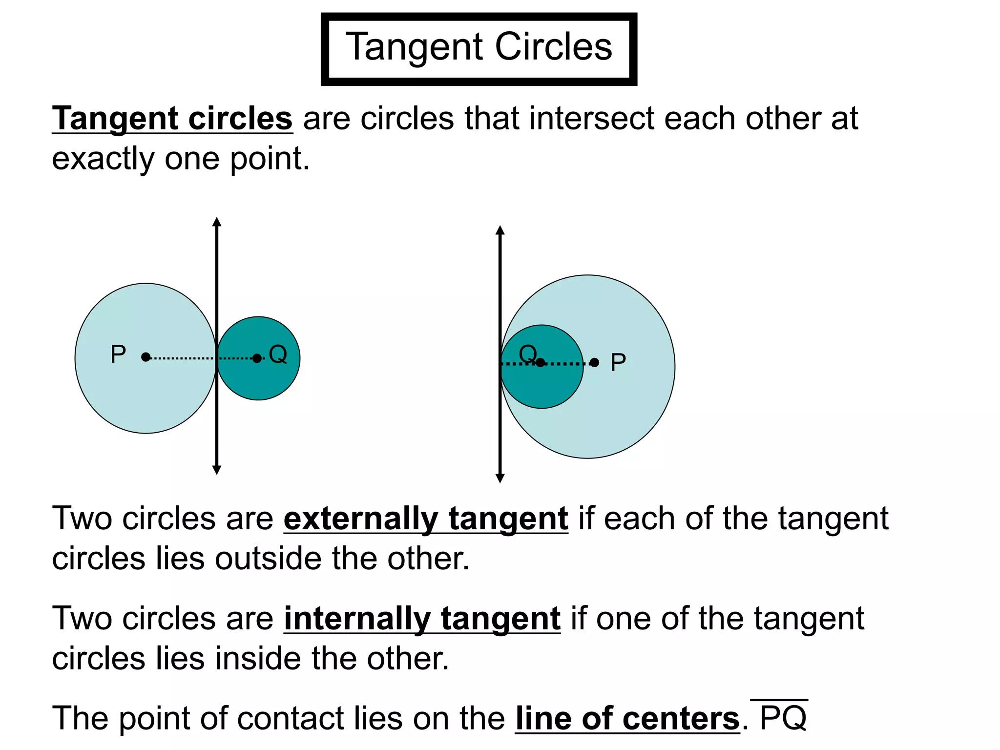 Tangent Circles
Tangent circles are circles that intersect each other at
exactly one point.
P Q Q P
Two circles are externally tangent if each of the tangent
circles lies outside the other.
Two circles are internally tangent if one of the tangent
circles lies inside the other.
The point of contact lies on the line of centers. PQ